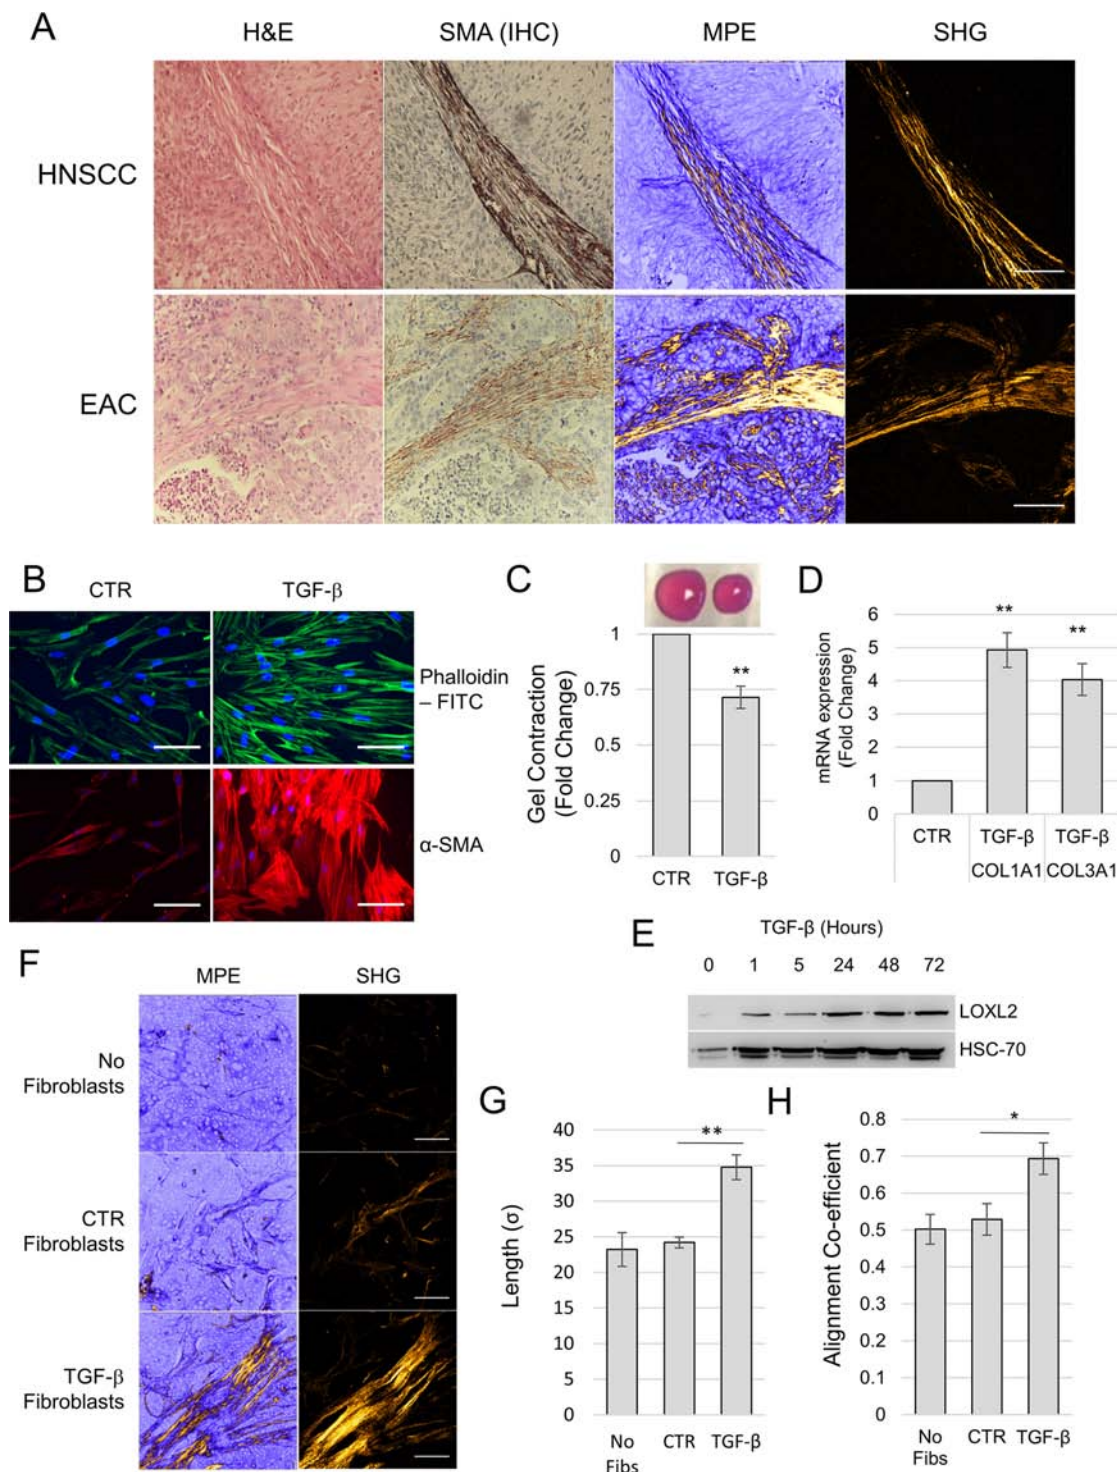 A
H&E SMA (IHC) MPE SHG
HNSCC
EAC
B
CTR TGF-β
Phalloidin
– FITC
α-SMA
C
Gel Contraction
(Fold Change)
1
**
0.75
0.5
0.25
0
CTR TGF-β
D
mRNA expression
(Fold Change)
6
5
4
3
2
1
0
**
**
CTR TGF-β TGF-β
COL1A1 COL3A1
E
TGF-β (Hours)
0 1 5 24 48 72
LOXL2
HSC-70
F
MPE SHG
No
Fibroblasts
CTR
Fibroblasts
TGF-β
Fibroblasts
G
Length (σ)
40
35
30
25
20
15
10
5
0
**
No CTR TGF-β
Fibs
H
Alignment Co-efficient
0.8
0.7
0.6
0.5
0.4
0.3
0.2
0.1
0
*
No CTR TGF-β
Fibs